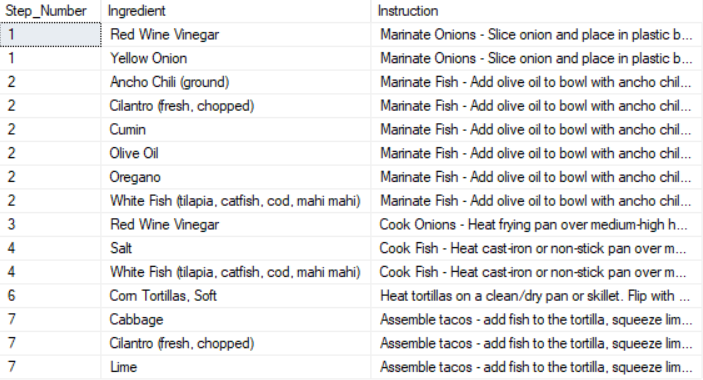 Step_Number Ingredient Instruction
1 Red Wine Vinegar Marinate Onions - Slice onion and place in plastic b...
1 Yellow Onion Marinate Onions - Slice onion and place in plastic b...
2 Ancho Chili (ground) Marinate Fish - Add olive oil to bowl with ancho chil...
2 Cilantro (fresh, chopped) Marinate Fish - Add olive oil to bowl with ancho chil...
2 Cumin Marinate Fish - Add olive oil to bowl with ancho chil...
2 Olive Oil Marinate Fish - Add olive oil to bowl with ancho chil...
2 Oregano Marinate Fish - Add olive oil to bowl with ancho chil...
2 White Fish (tilapia, catfish, cod, mahi mahi) Marinate Fish - Add olive oil to bowl with ancho chil...
3 Red Wine Vinegar Cook Onions - Heat frying pan over medium-high h...
4 Salt Cook Fish - Heat cast-iron or non-stick pan over m...
4 White Fish (tilapia, catfish, cod, mahi mahi) Cook Fish - Heat cast-iron or non-stick pan over m...
6 Corn Tortillas, Soft Heat tortillas on a clean/dry pan or skillet. Flip with ...
7 Cabbage Assemble tacos - add fish to the tortilla, squeeze lim...
7 Cilantro (fresh, chopped) Assemble tacos - add fish to the tortilla, squeeze lim...
7 Lime Assemble tacos - add fish to the tortilla, squeeze lim...